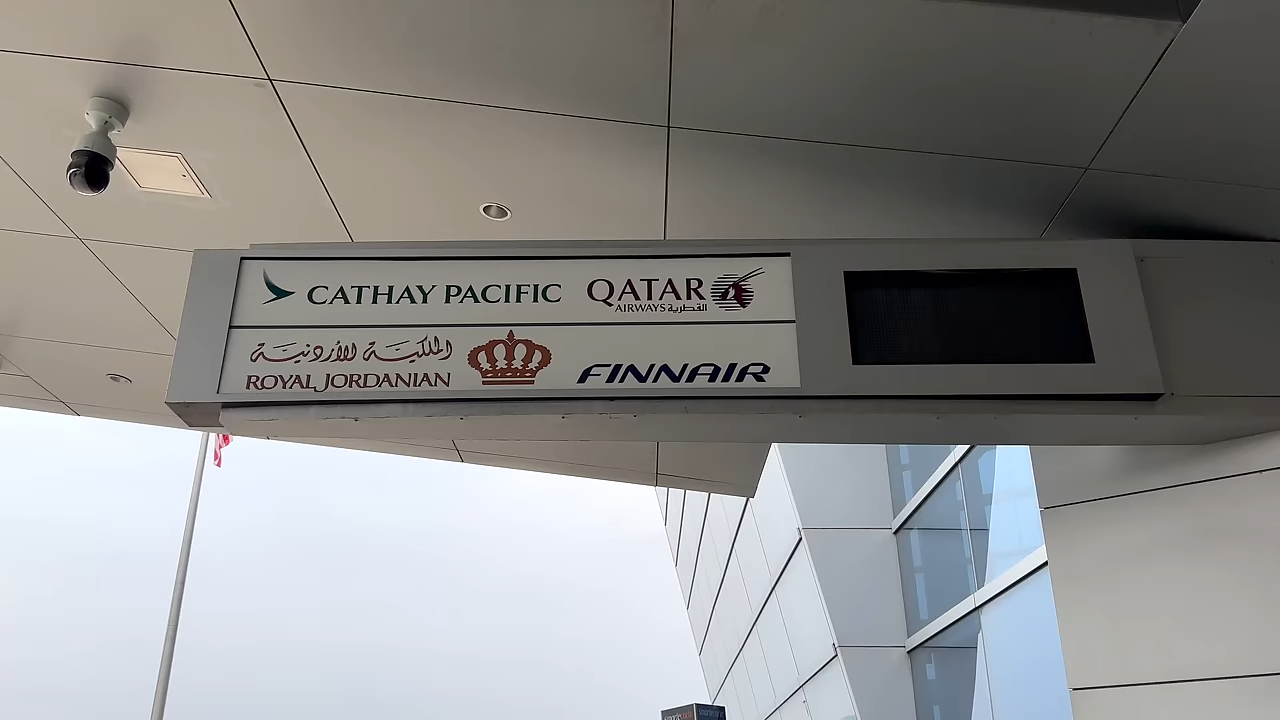 CATHAY PACIFIC
QATAR
AIRWAYS القطرية
الملكية الأردنية
ROYAL JORDANIAN
FINNAIR